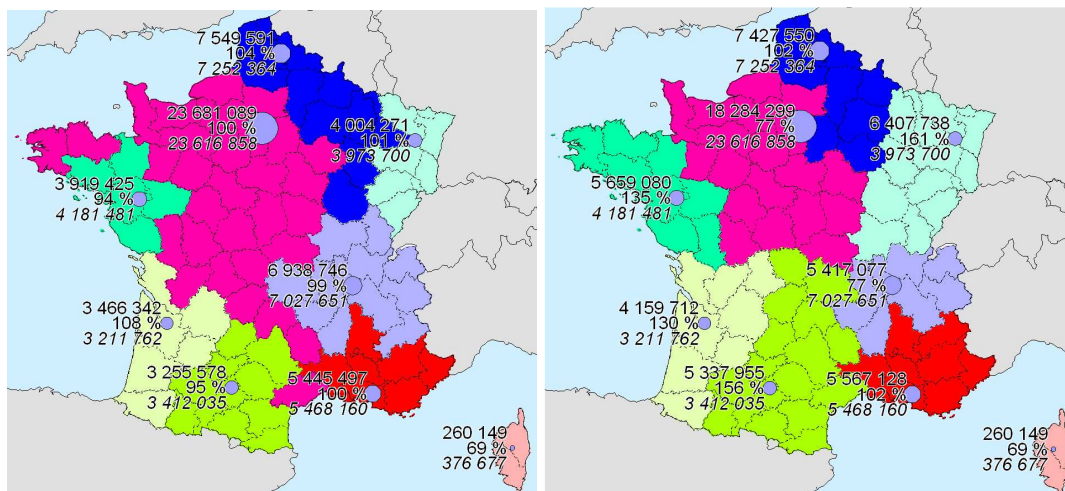 7 549 591
104 %
7 252 364
23 681 089
100 %
23 616 858
4 004 271
101 %
3 973 700
3 919 425
94 %
4 181 481
6 938 746
99 %
7 027 651
3 466 342
108 %
3 211 762
3 255 578
95 %
3 412 035
5 445 497
100 %
5 468 160
260 149
69 %
376 677
7 427 550
102 %
7 252 364
18 284 299
77 %
23 616 858
6 407 738
161 %
3 973 700
5 659 080
135 %
4 181 481
5 417 077
77 %
7 027 651
4 159 712
130 %
3 211 762
5 337 955
156 %
3 412 035
5 567 128
102 %
5 468 160
260 149
69 %
376 677